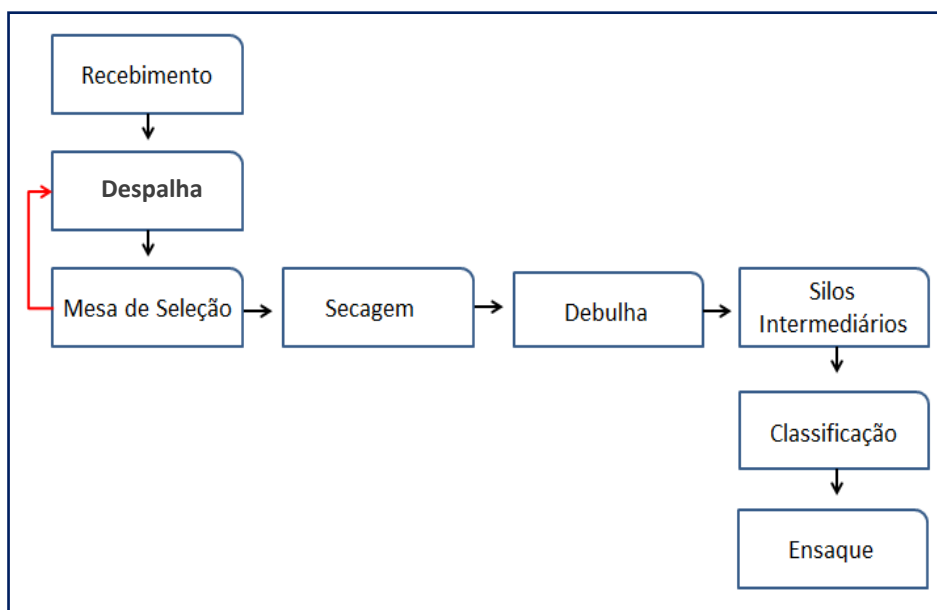 Recebimento
Despalha
Mesa de Seleção
Secagem
Debulha
Silos
Intermediários
Classificação
Ensaque